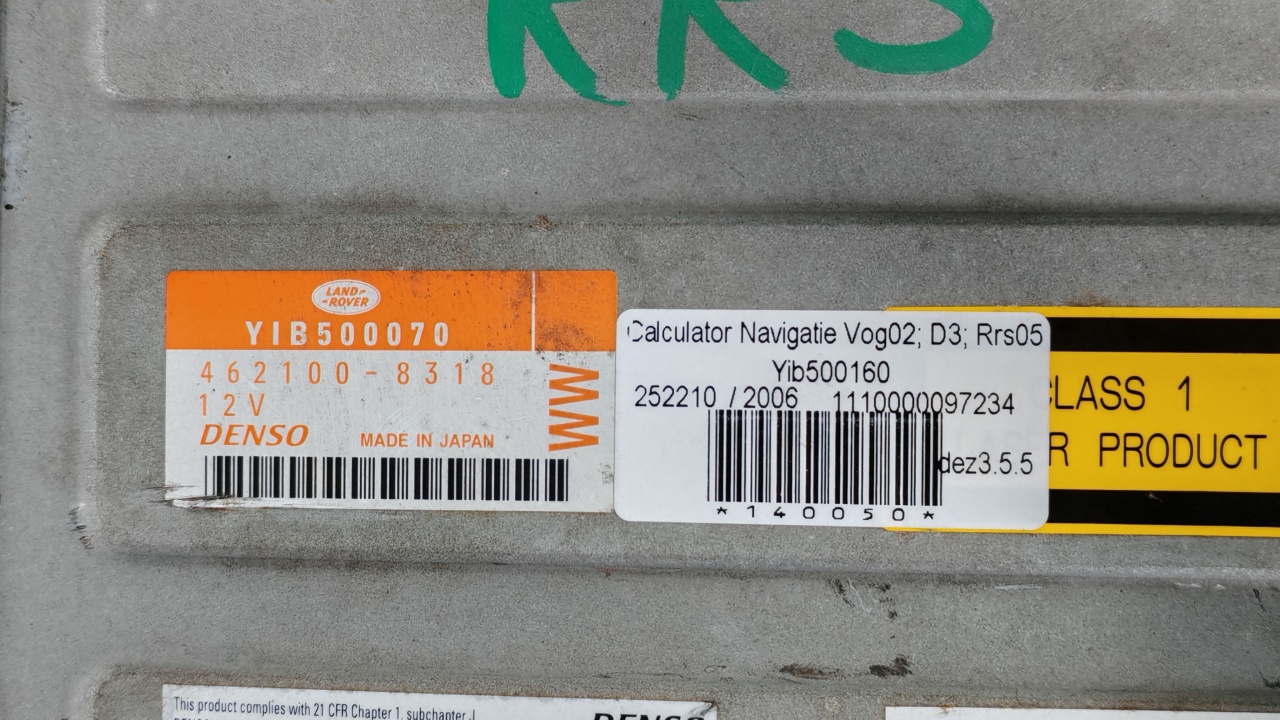 RRS
LAND-
-ROVER
YIB500070
462100-8318
12V
DENSO
MADE IN JAPAN
WW
Calculator Navigatie Vog02; D3; Rrs05
Yib500160
252210 / 2006 1110000097234
dez3.5.5
*140050*
CLASS 1
R PRODUCT
This product complies with 21 CFR Chapter 1, subchapter J
DENSO